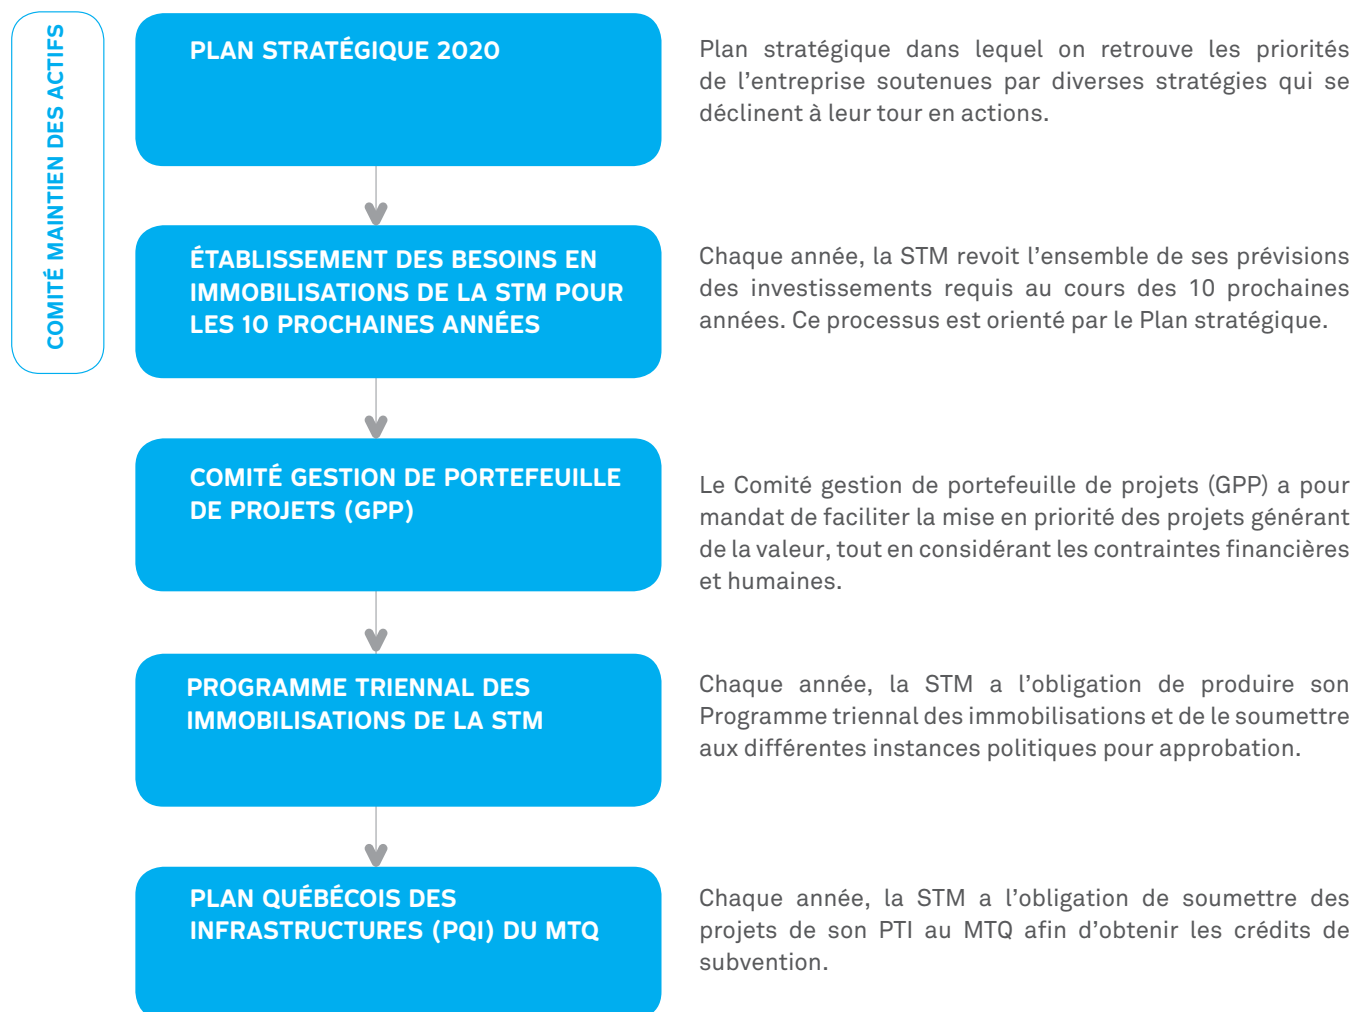 COMITÉ MAINTIEN DES ACTIFS
PLAN STRATÉGIQUE 2020
Plan stratégique dans lequel on retrouve les priorités
de l'entreprise soutenues par diverses stratégies qui se
déclinent à leur tour en actions.
ÉTABLISSEMENT DES BESOINS EN
IMMOBILISATIONS DE LA STM POUR
LES 10 PROCHAINES ANNÉES
Chaque année, la STM revoit l'ensemble de ses prévisions
des investissements requis au cours des 10 prochaines
années. Ce processus est orienté par le Plan stratégique.
COMITÉ GESTION DE PORTEFEUILLE
DE PROJETS (GPP)
Le Comité gestion de portefeuille de projets (GPP) a pour
mandat de faciliter la mise en priorité des projets générant
de la valeur, tout en considérant les contraintes financières
et humaines.
PROGRAMME TRIENNAL DES
IMMOBILISATIONS DE LA STM
Chaque année, la STM a l'obligation de produire son
Programme triennal des immobilisations et de le soumettre
aux différentes instances politiques pour approbation.
PLAN QUÉBÉCOIS DES
INFRASTRUCTURES (PQI) DU MTQ
Chaque année, la STM a l'obligation de soumettre des
projets de son PTI au MTQ afin d'obtenir les crédits de
subvention.